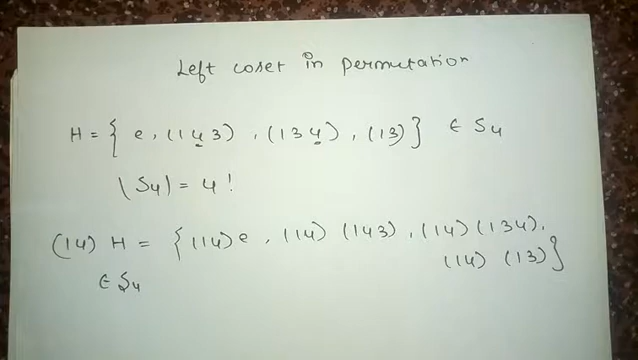 Left coset in permutation
H = { e, (143), (134), (13)} ∈ S4
|S4| = 4!
(14) H = { (14)e, (14) (143), (14) (134),
(14) (13)}
∈ S4